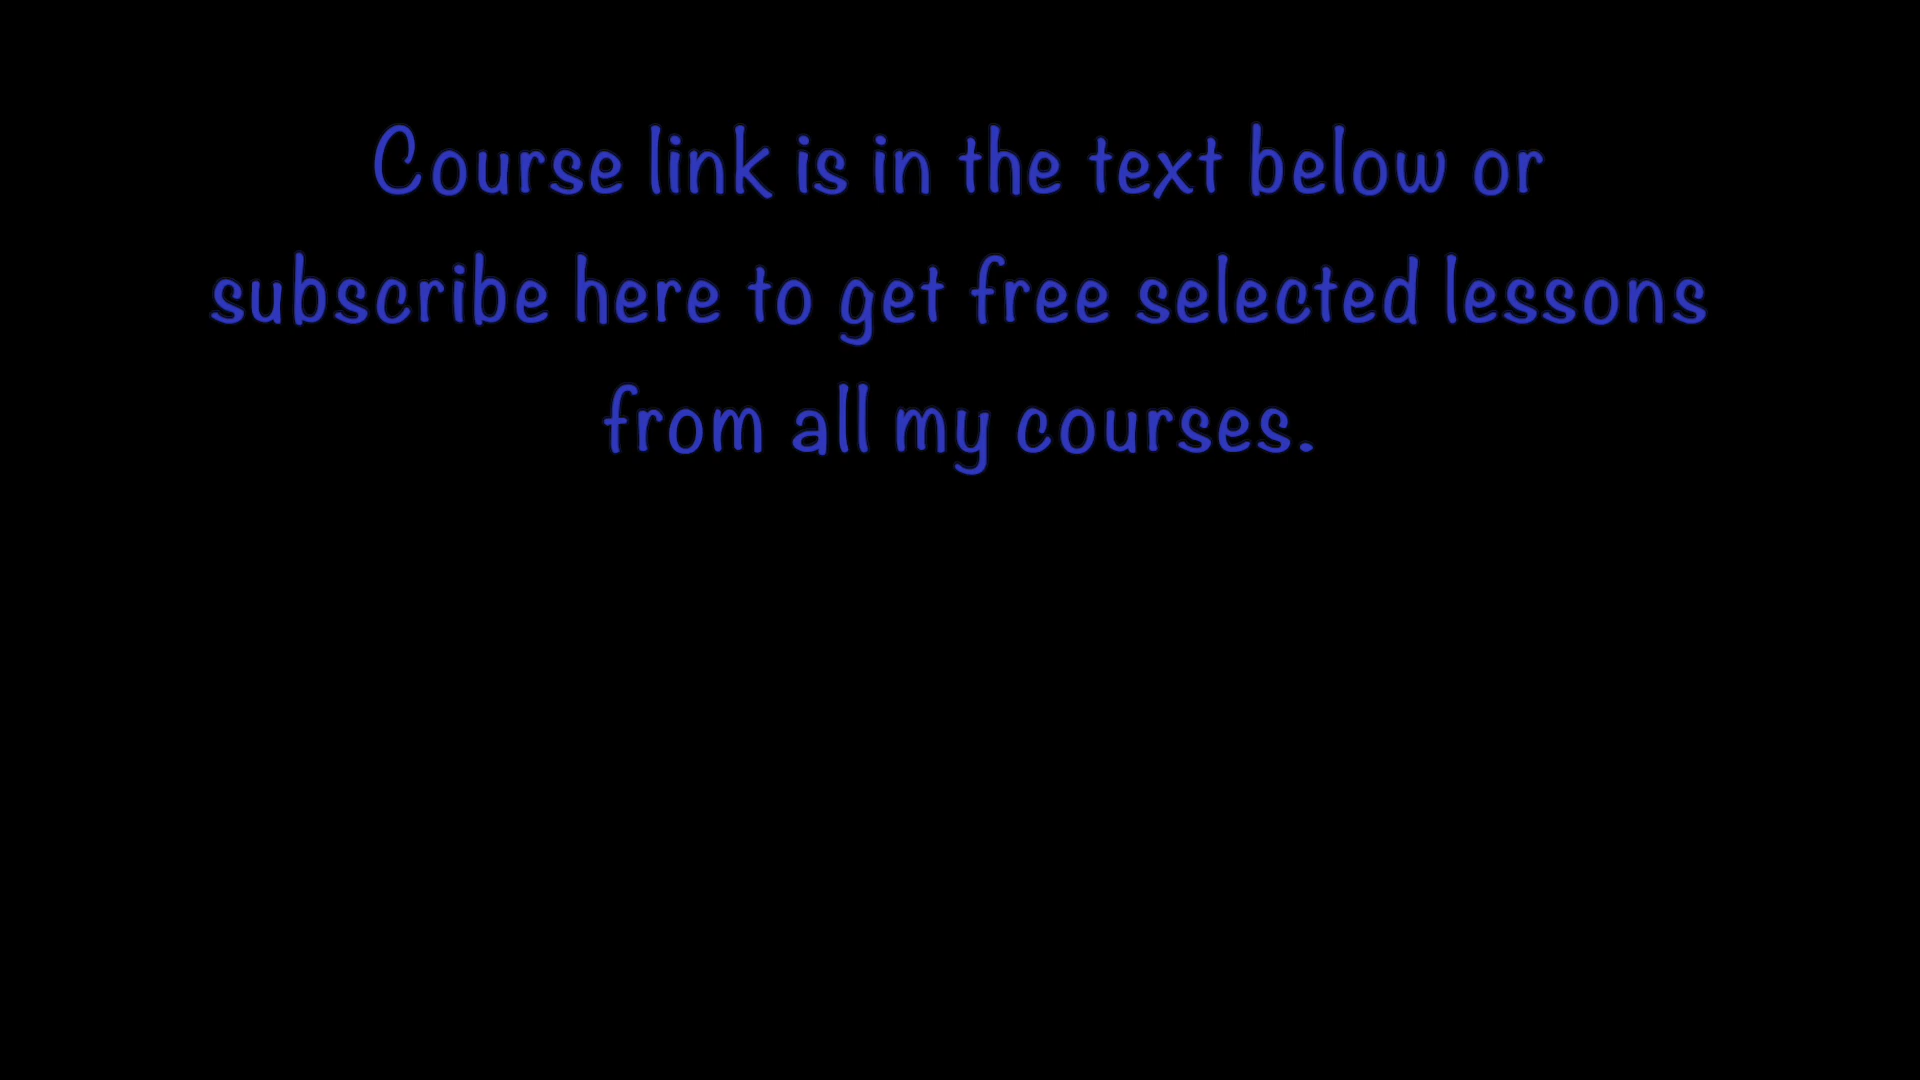 Course link is in the text below or
subscribe here to get free selected lessons
from all my courses.